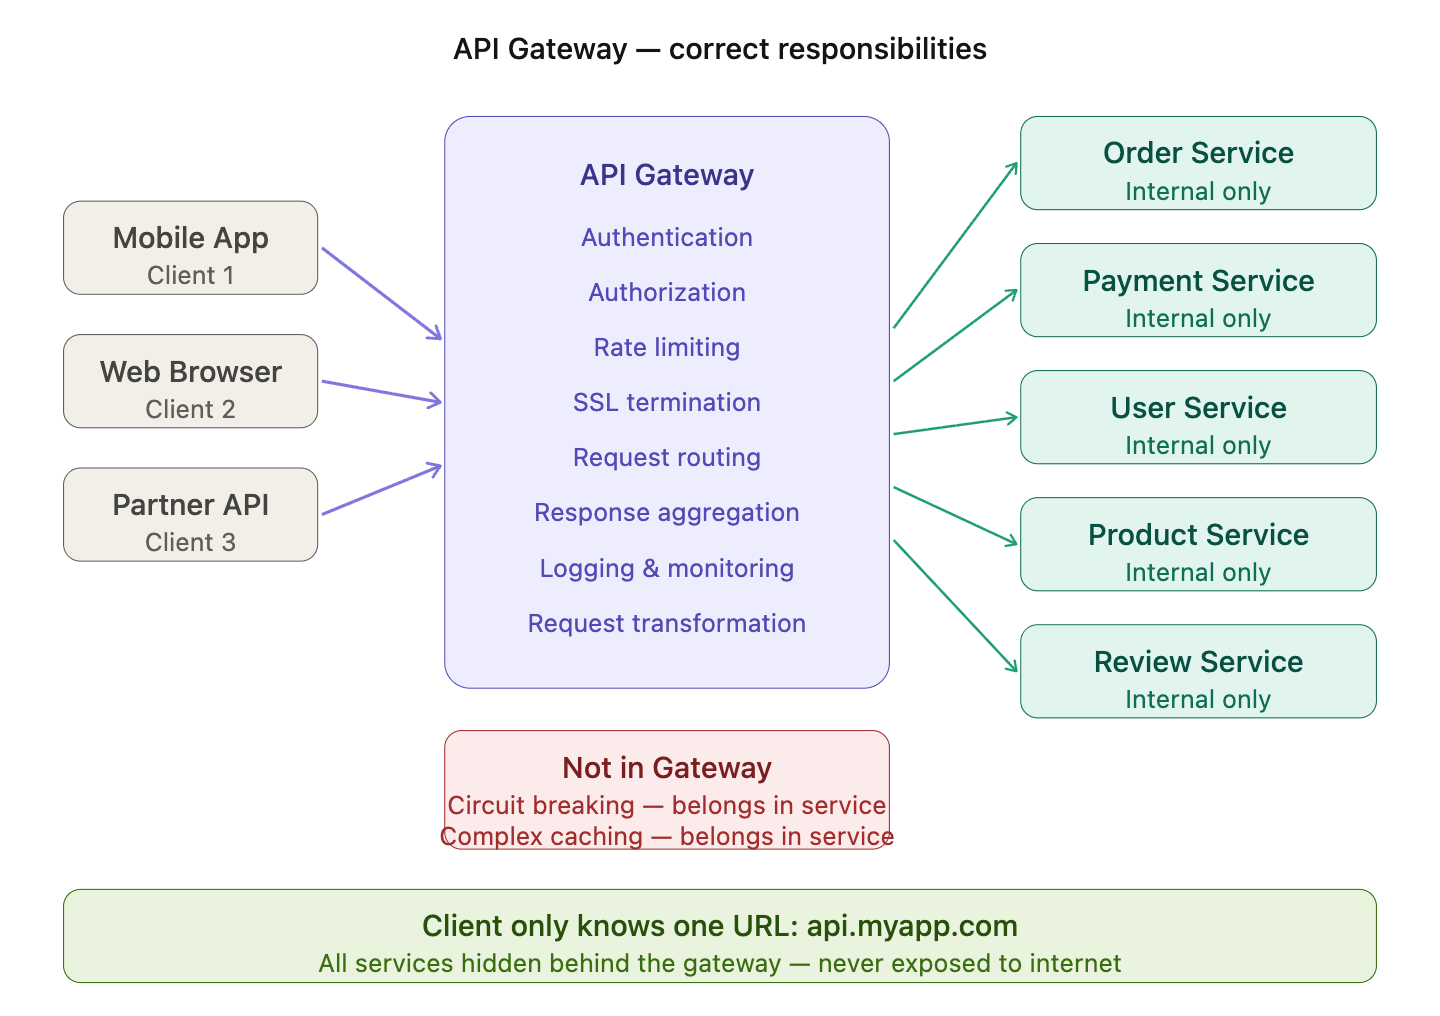 API Gateway — correct responsibilities
Mobile App
Client 1
Web Browser
Client 2
Partner API
Client 3
API Gateway
Authentication
Authorization
Rate limiting
SSL termination
Request routing
Response aggregation
Logging & monitoring
Request transformation
Order Service
Internal only
Payment Service
Internal only
User Service
Internal only
Product Service
Internal only
Review Service
Internal only
Not in Gateway
Circuit breaking — belongs in service
Complex caching — belongs in service
Client only knows one URL: api.myapp.com
All services hidden behind the gateway — never exposed to internet